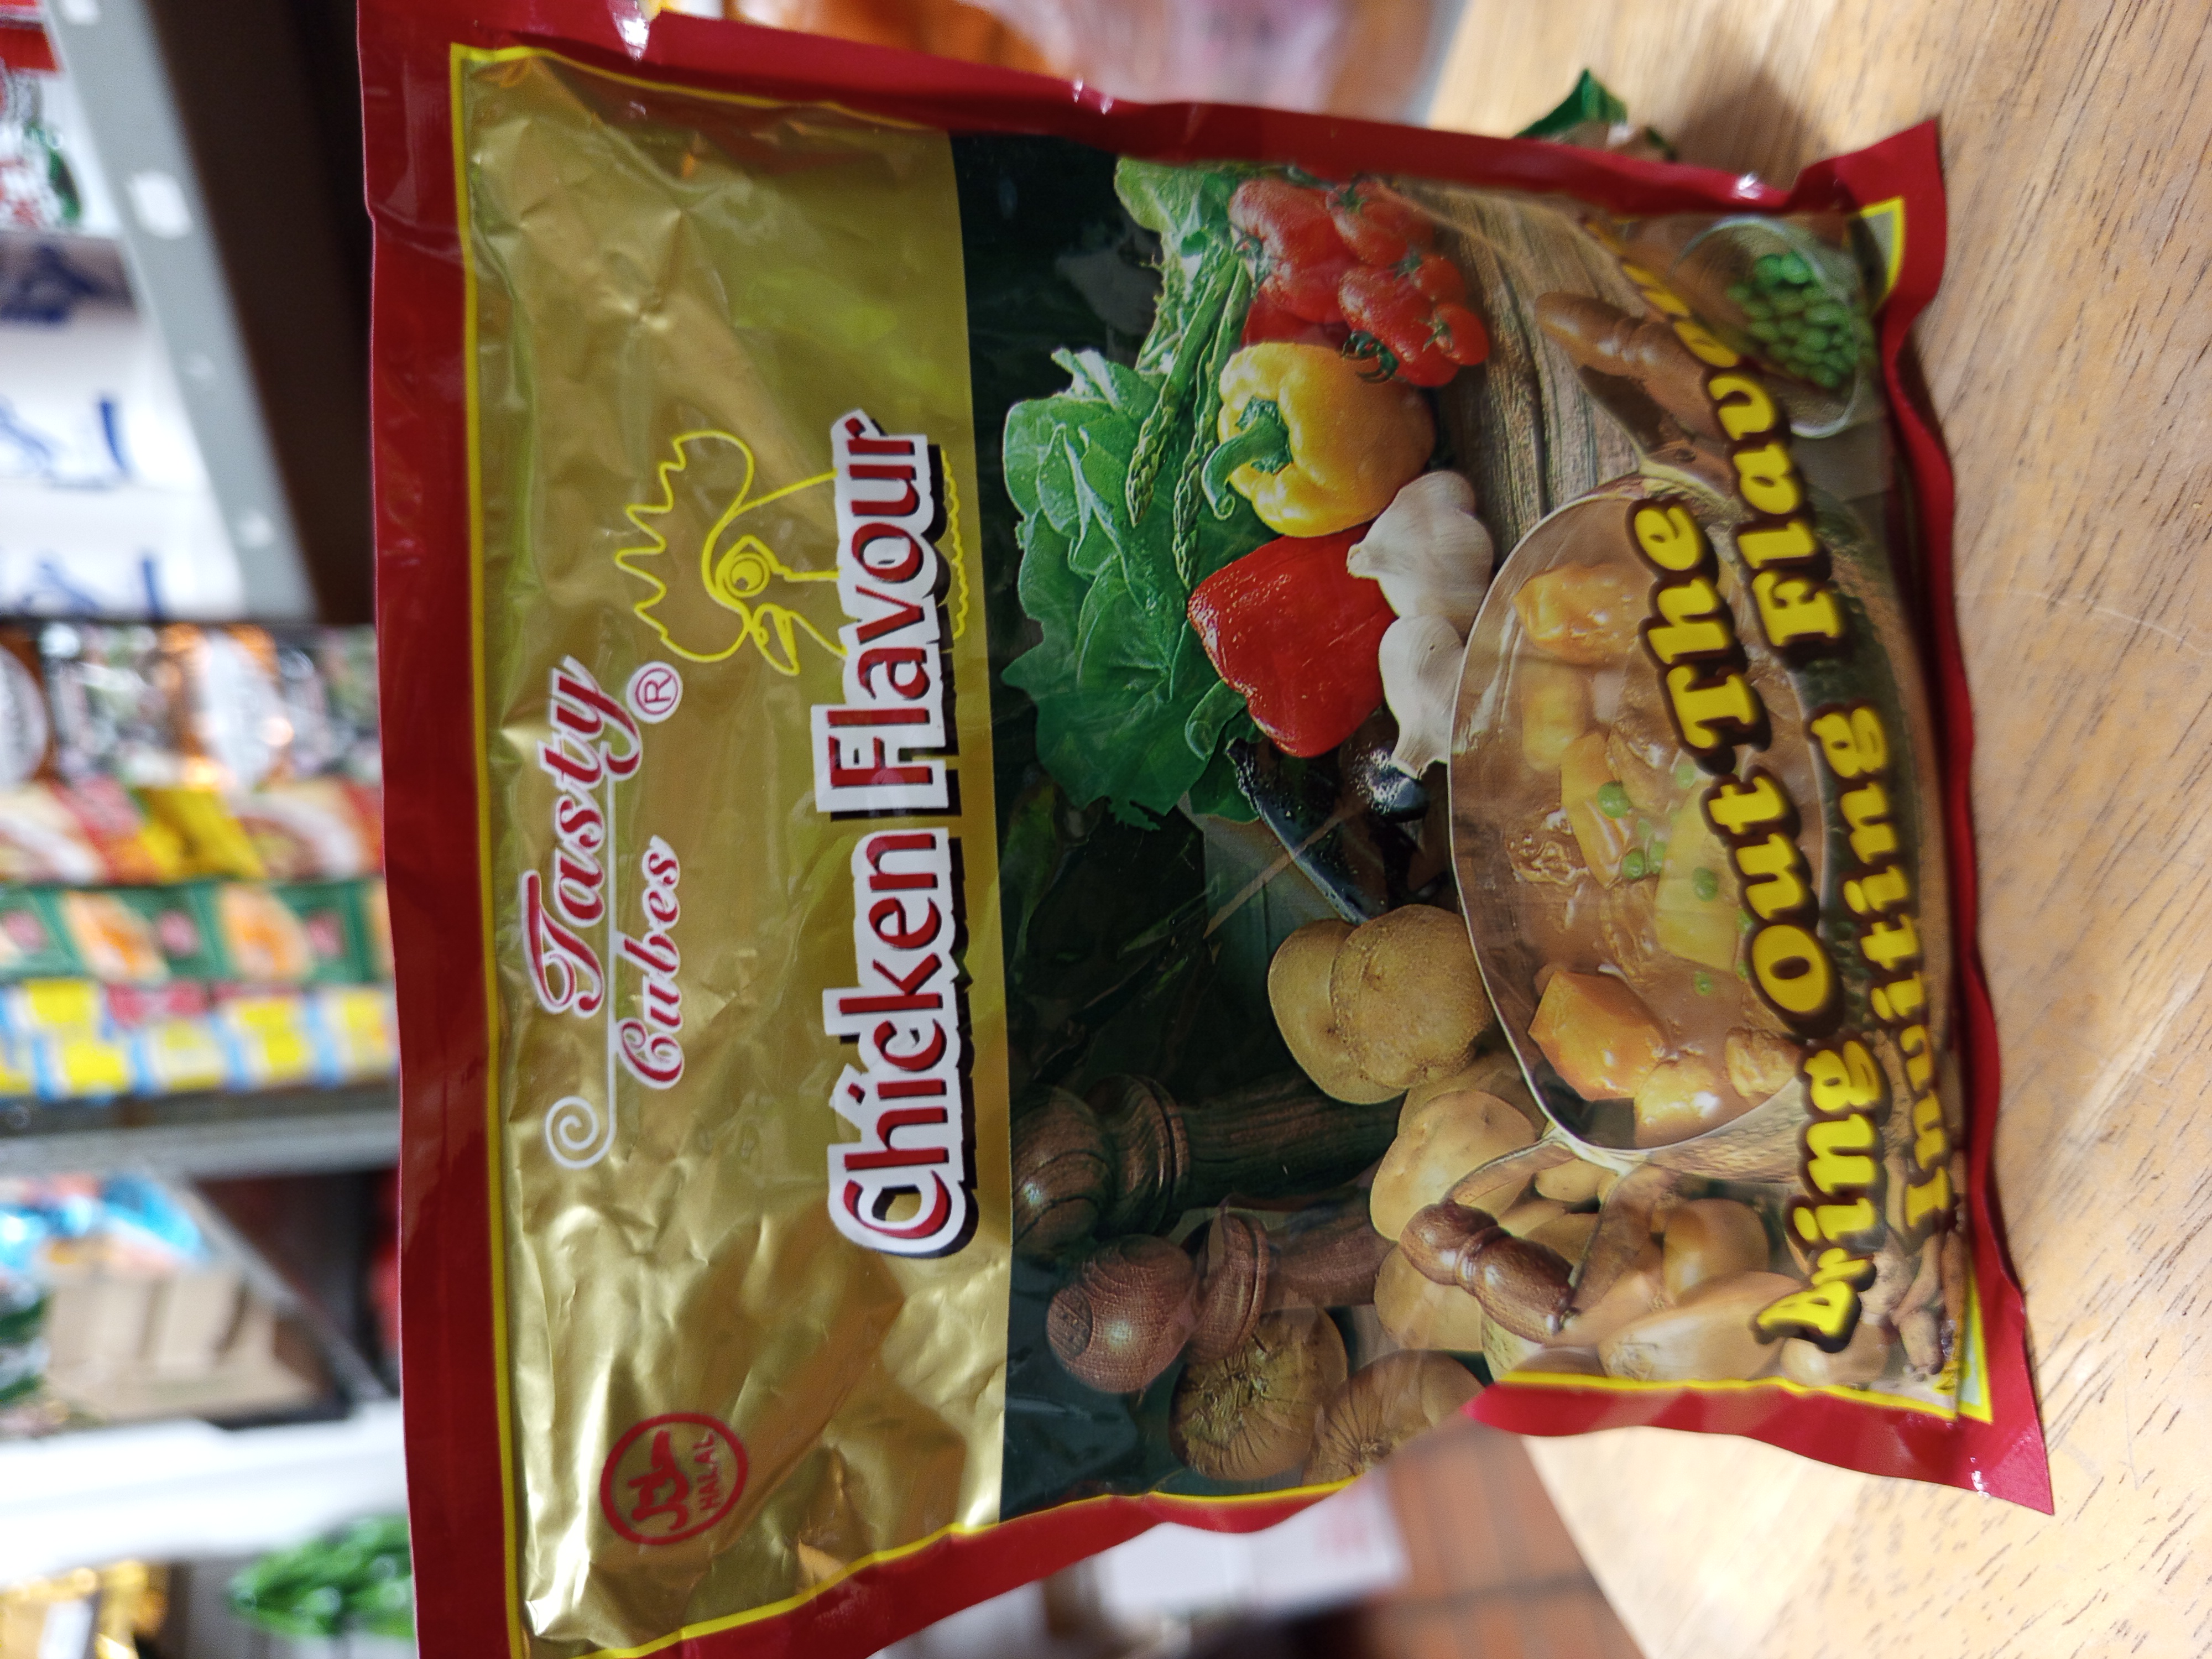 Tasty ®
Cubes
HALAL
Chicken Flavour
bring Out The
Inviting Flavour